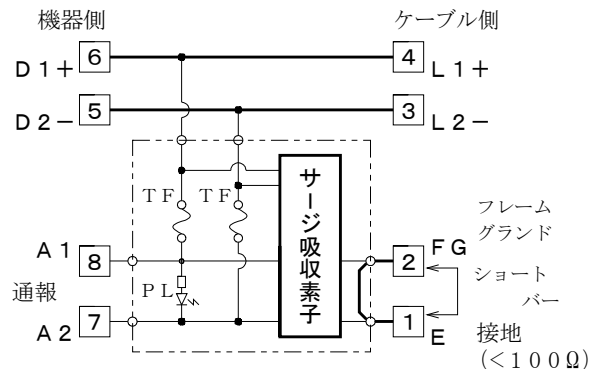 機器側
ケーブル側
6
4
D1+
L1+
5
3
D2−
L2−
TF
TF
サージ吸収素子
フレーム
グランド
A1
8
2
FG
通報
PL
ショート
バー
A2
7
1
E
接地
(<100Ω)